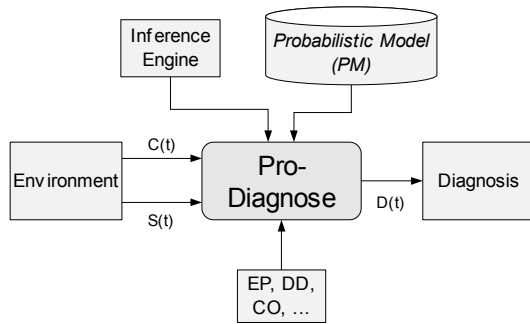 Inference
Engine
Probabilistic Model
(PM)
C(t)
Environment
S(t)
Pro-
Diagnose
D(t)
Diagnosis
EP, DD,
CO, ...